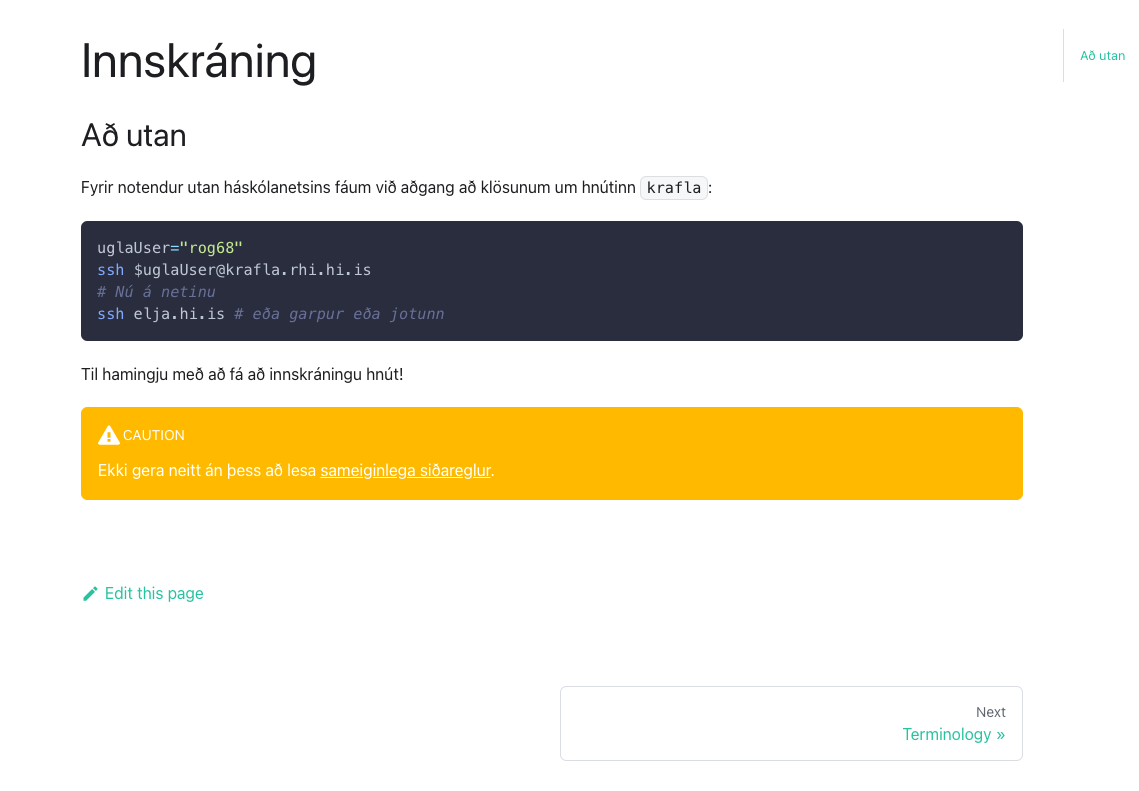 Innskráning
Að utan
Að utan
Fyrir notendur utan háskólanetsins fáum við aðgang að klösunum um hnútinn krafla:
uglaUser="rog68"
ssh $uglaUser@krafla.rhi.hi.is
# Nú á netinu
ssh elja.hi.is # eða garpur eða jotunn
Til hamingju með að fá að innskráningu hnút!
CAUTION
Ekki gera neitt án þess að lesa sameiginlega siðareglur.
Edit this page
Next
Terminology »